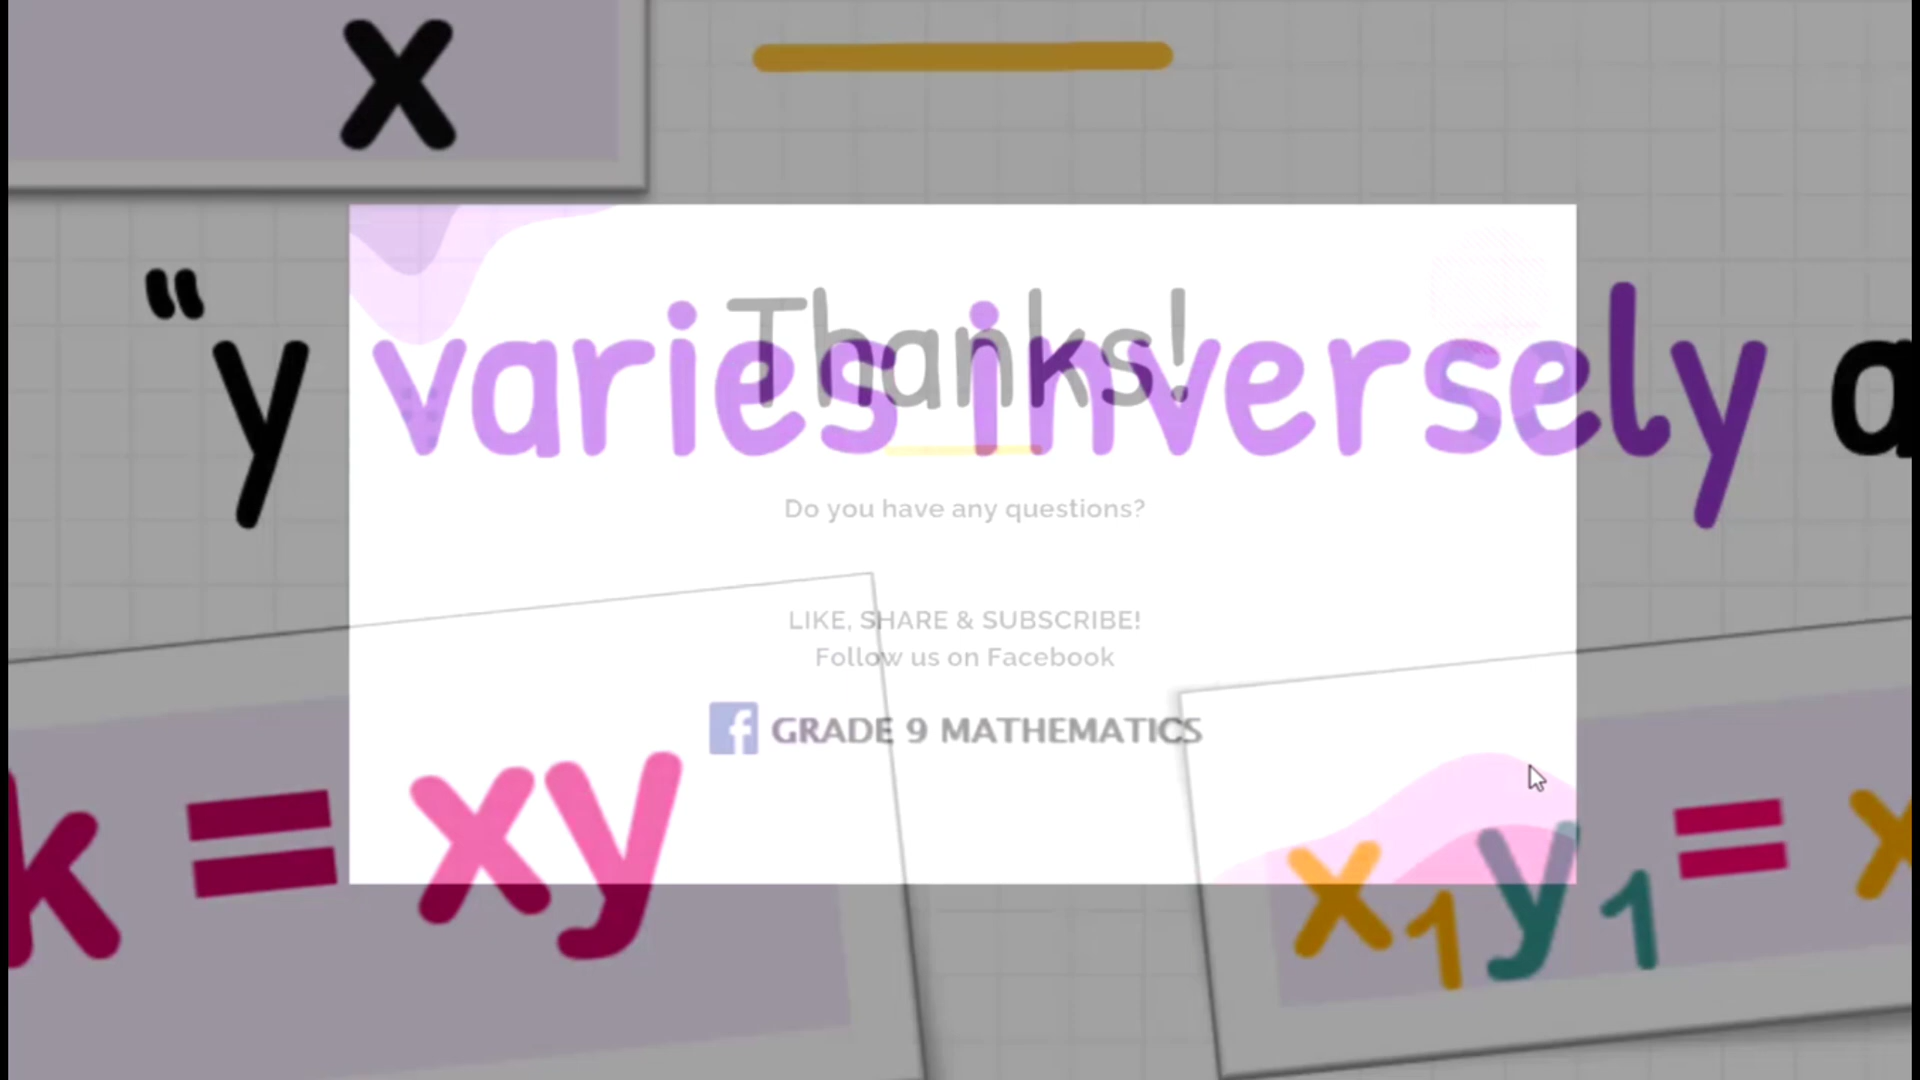 x
“y varies inversely a
Thanks!
Do you have any questions?
LIKE, SHARE & SUBSCRIBE!
Follow us on Facebook
f GRADE 9 MATHEMATICS
k = xy
x₁y₁ = x